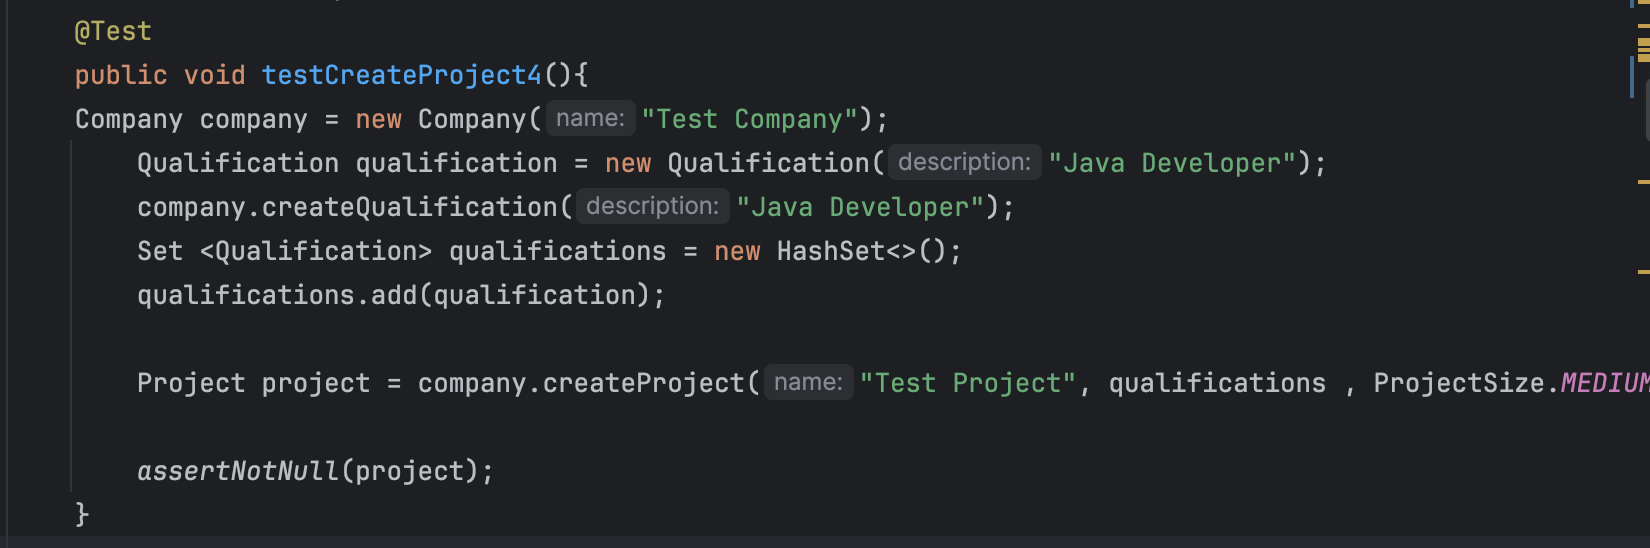 @Test
public void testCreateProject4(){
Company company = new Company( name: "Test Company");
Qualification qualification = new Qualification( description: "Java Developer");
company.createQualification( description: "Java Developer");
Set <Qualification> qualifications = new HashSet<>();
qualifications.add(qualification);
Project project = company.createProject( name: "Test Project", qualifications , ProjectSize.MEDIUM
assertNotNull(project);
}